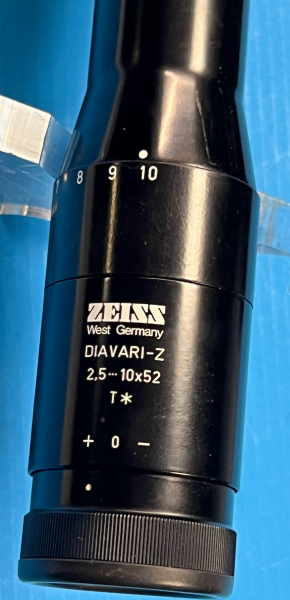 8 9 10
ZEISS
West Germany
DIAVARI-Z
2,5···10x52
T*
+ 0 −